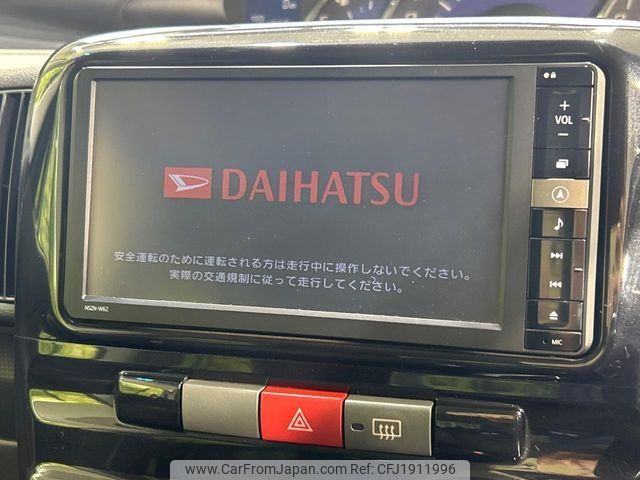 DAIHATSU
安全運転のために運転される方は走行中に操作しないでください。
実際の交通規制に従って走行してください。
NSZN-W62
VOL
MIC
www.CarFromJapan.com Ref:CFJ1911996